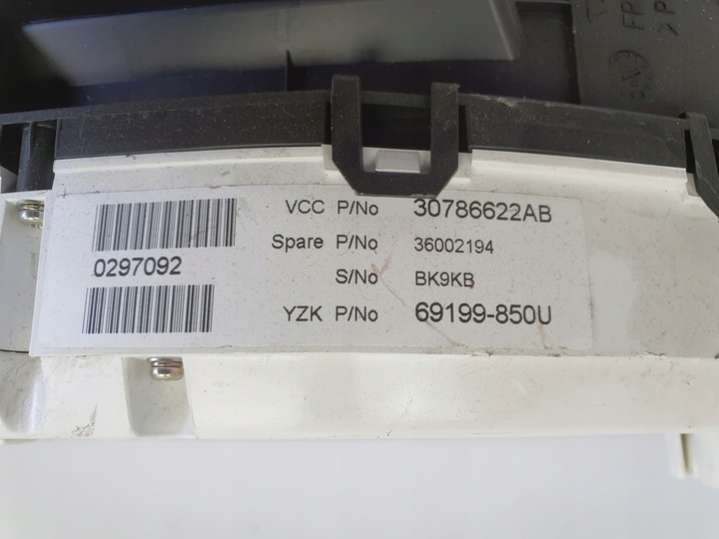 VCC P/No 30786622AB
Spare P/No 36002194
0297092
S/No BK9KB
YZK P/No 69199-850U